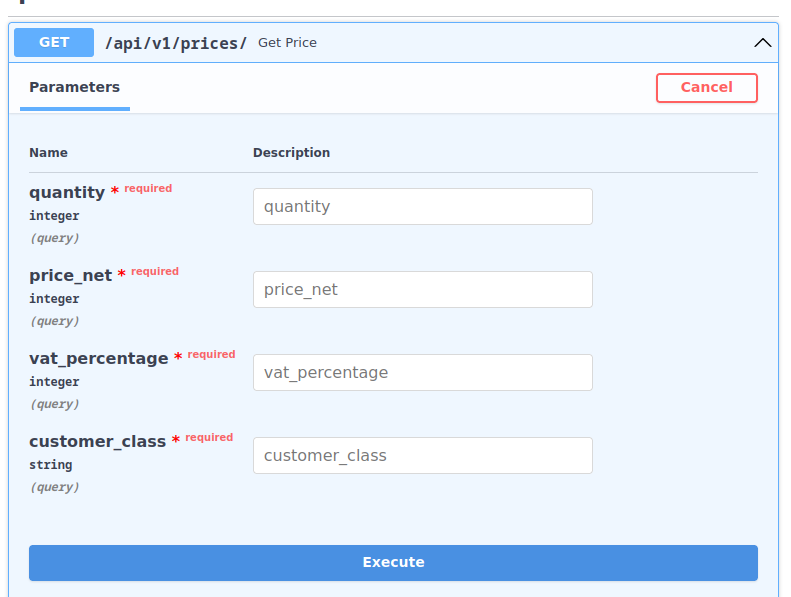 GET /api/v1/prices/ Get Price
Parameters
Cancel
Name Description
quantity * required
integer
(query)
quantity
price_net * required
integer
(query)
price_net
vat_percentage * required
integer
(query)
vat_percentage
customer_class * required
string
(query)
customer_class
Execute